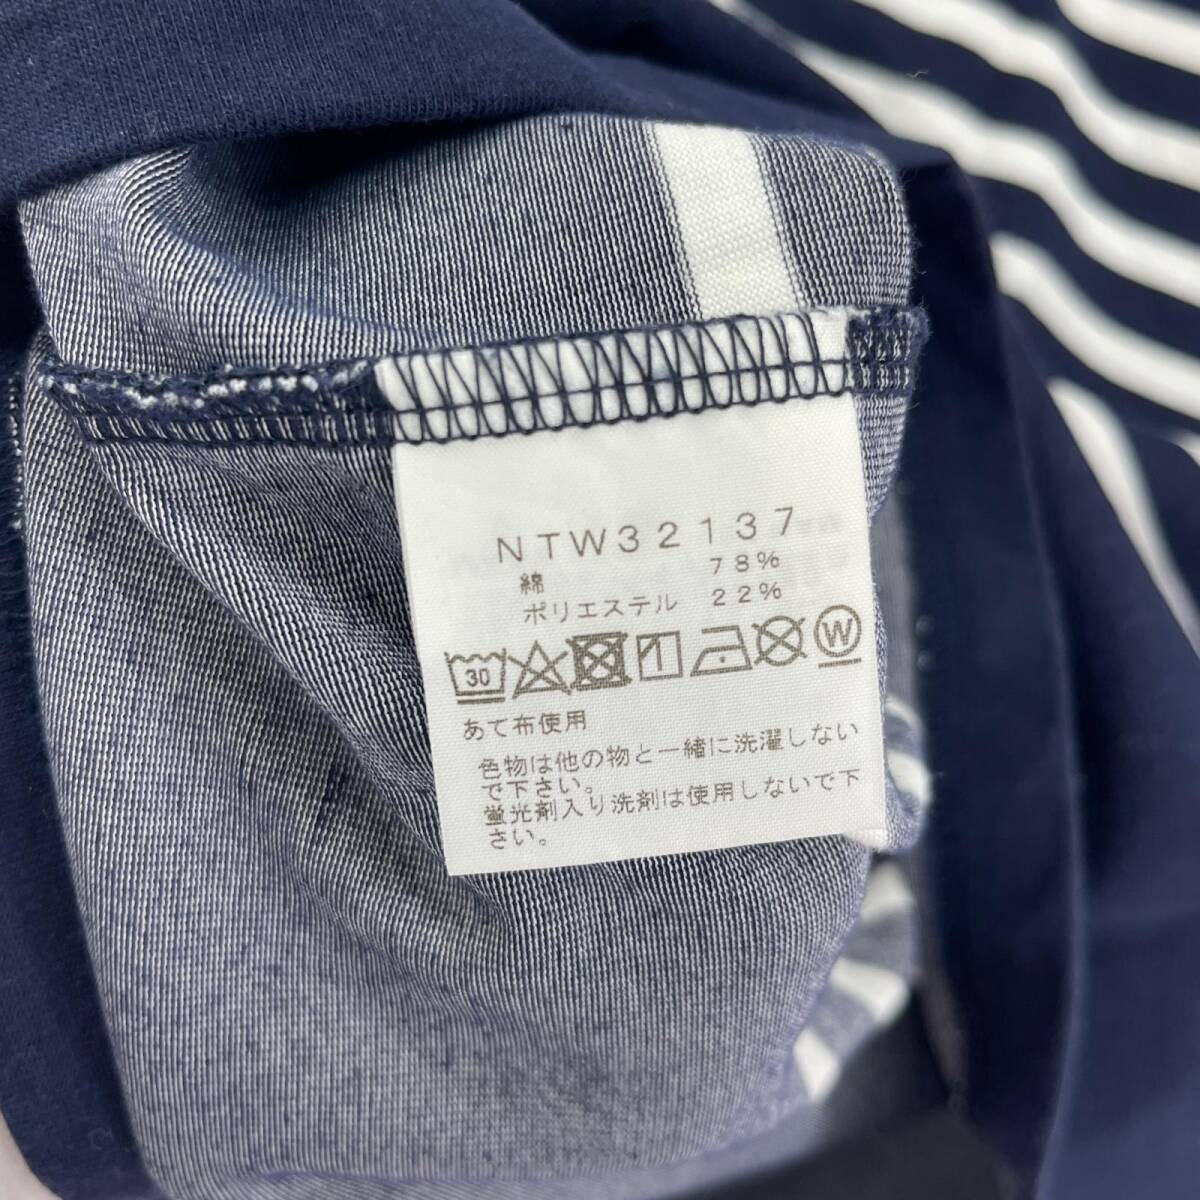 NTW32137
綿 78%
ポリエステル 22%
30 W
あて布使用
色物は他の物と一緒に洗濯しない
で下さい。
蛍光剤入り洗剤は使用しないで下
さい。